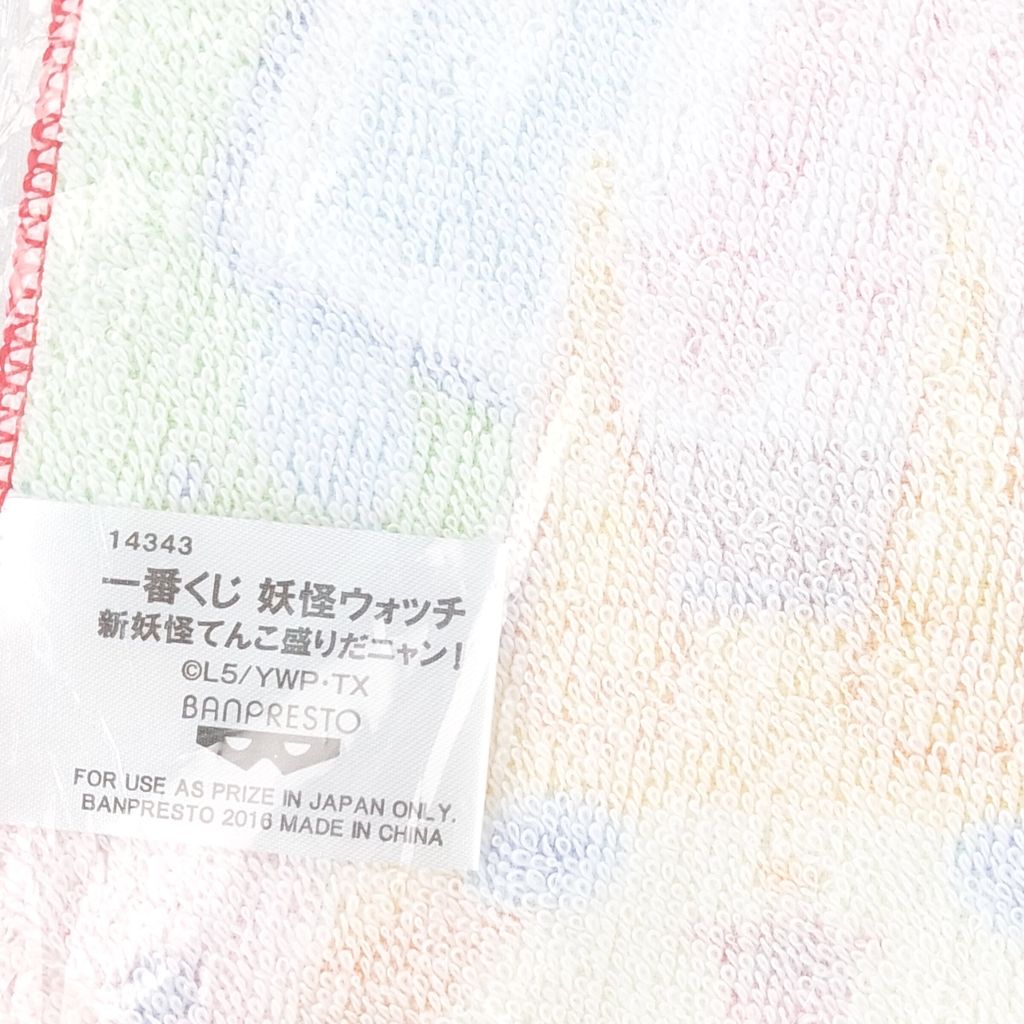 14343
一番くじ 妖怪ウォッチ
新妖怪てんこ盛りだニャン!
©L5/YWP・TX
BANPRESTO
FOR USE AS PRIZE IN JAPAN ONLY.
BANPRESTO 2016 MADE IN CHINA